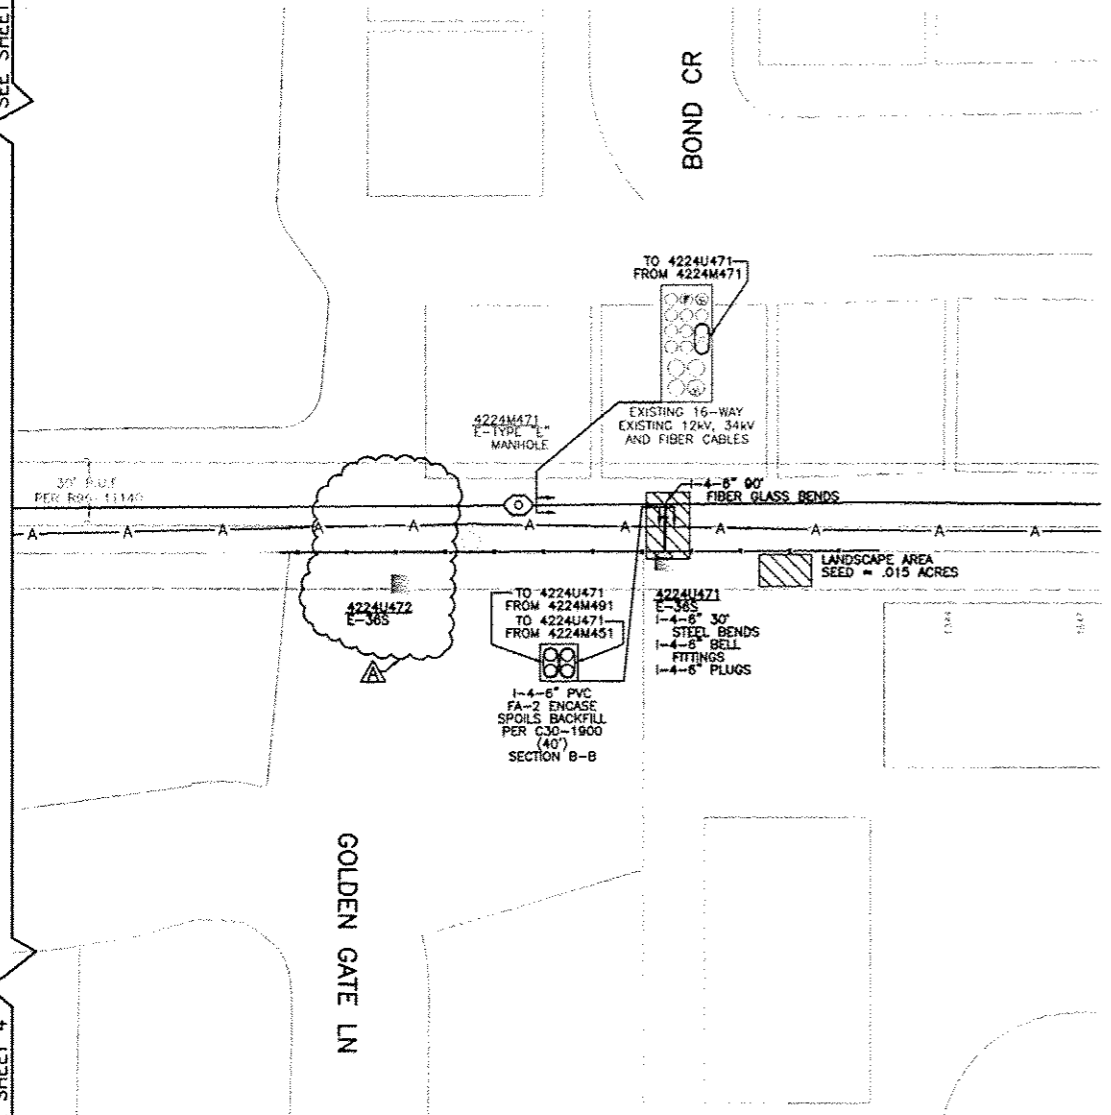 SEE SHEET
BOND CR
TO 4224U471
FROM 4224M471
EXISTING 16-WAY
EXISTING 12kV, 34kV
AND FIBER CABLES
4224M471
E-TYPE "L"
MANHOLE
30' P.U.E
PER R96-11140
1-4-6" 90°
FIBER GLASS BENDS
A A A A A A A A A A A
LANDSCAPE AREA
SEED = .015 ACRES
4224U472
E-36S
A
TO 4224U471
FROM 4224M491
TO 4224U471
FROM 4224M451
4224U471
E-36S
1-4-6" 30°
STEEL BENDS
1-4-6" BELL
FITTINGS
1-4-6" PLUGS
1-4-6" PVC
FA-2 ENCASE
SPOILS BACKFILL
PER C30-1900
(40')
SECTION B-B
GOLDEN GATE LN
SHEET 4